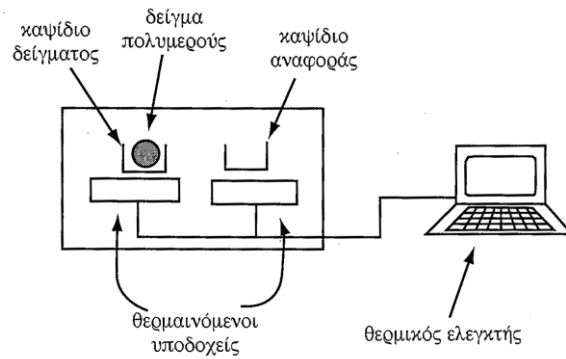 καψίδιο
δείγματος
δείγμα
πολυμερούς
καψίδιο
αναφοράς
θερμαινόμενοι
υποδοχείς
θερμικός ελεγκτής